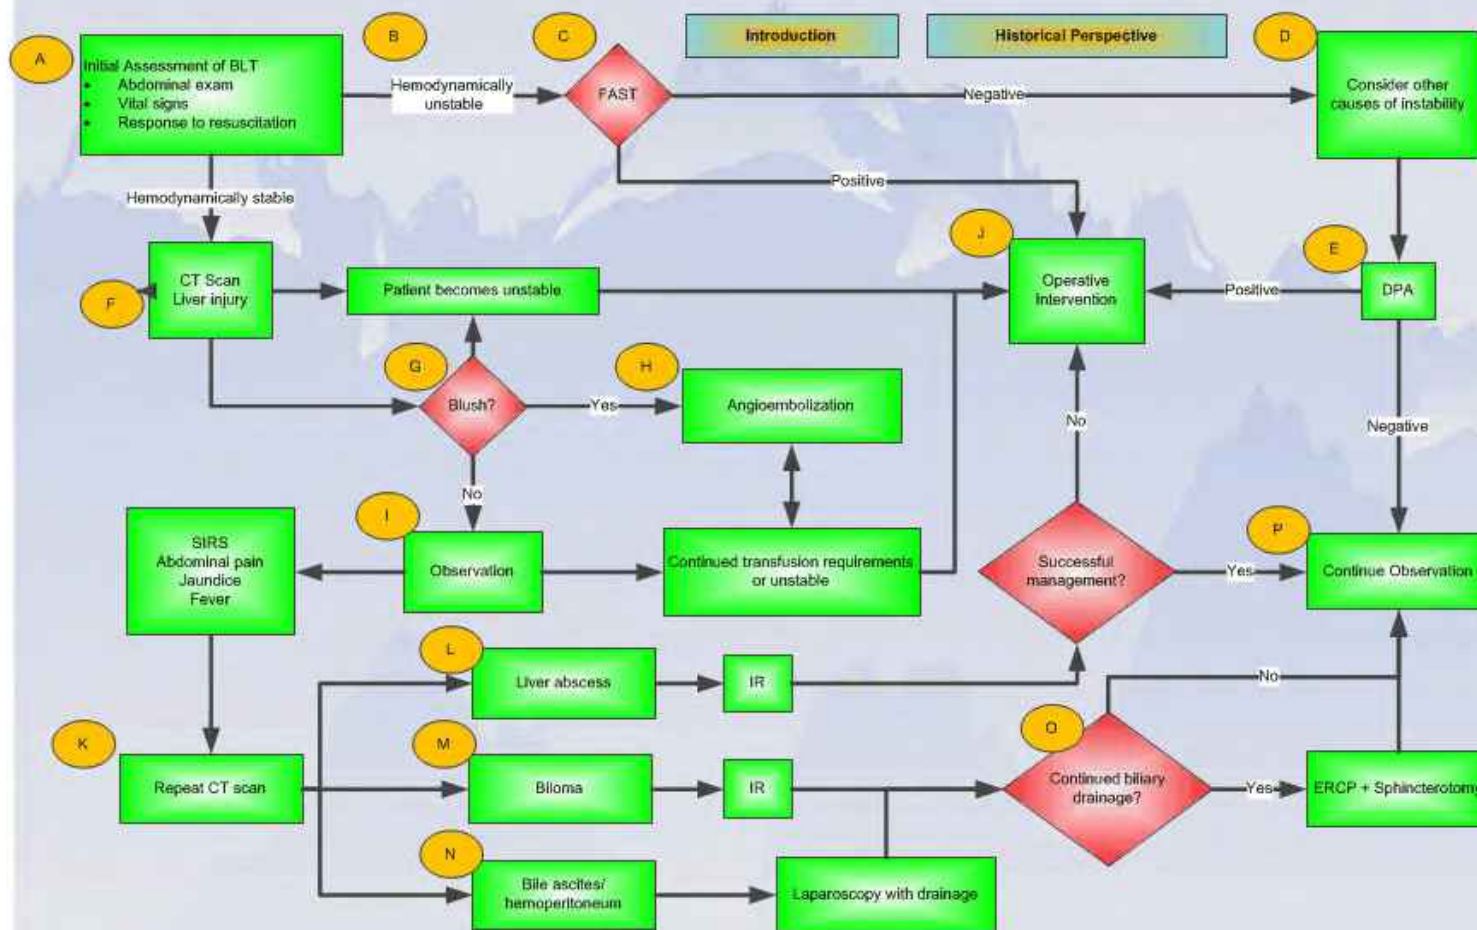 A
B
C
Introduction
Historical Perspective
D
Initial Assessment of BLT
• Abdominal exam
• Vital signs
• Response to resuscitation
Hemodynamically
unstable
FAST
Negative
Consider other
causes of instability
Positive
Hemodynamically stable
J
E
F
CT Scan
Liver injury
Patient becomes unstable
Operative
Intervention
Positive
DPA
G
H
Blush?
Yes
Angioembolization
No
Negative
No
I
P
SIRS
Abdominal pain
Jaundice
Fever
Observation
Continued transfusion requirements
or unstable
Successful
management?
Yes
Continue Observation
L
Liver abscess
IR
No
K
M
O
Repeat CT scan
Biloma
IR
Continued biliary
drainage?
Yes
ERCP + Sphincterotomy
N
Bile ascites/
hemoperitoneum
Laparoscopy with drainage